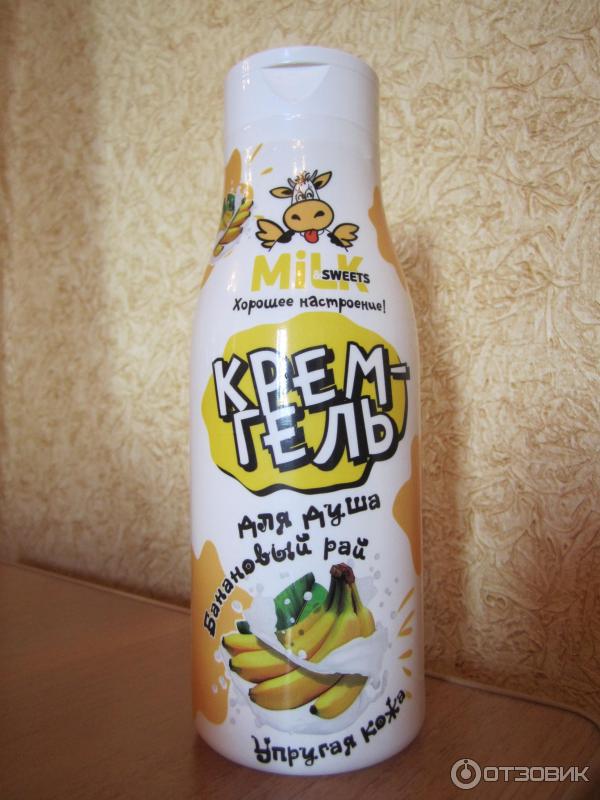 MiLK
& SWEETS
Хорошее настроение!
КРЕМ-
ГЕЛЬ
для душа
Банановый рай
Упругая кожа
ОТЗОВИК